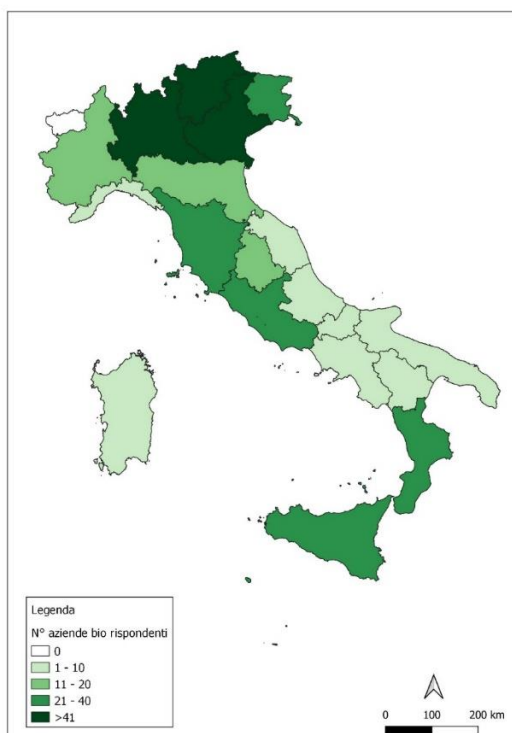 Legenda
N° aziende bio rispondenti
0
1 - 10
11 - 20
21 - 40
>41
0 100 200 km